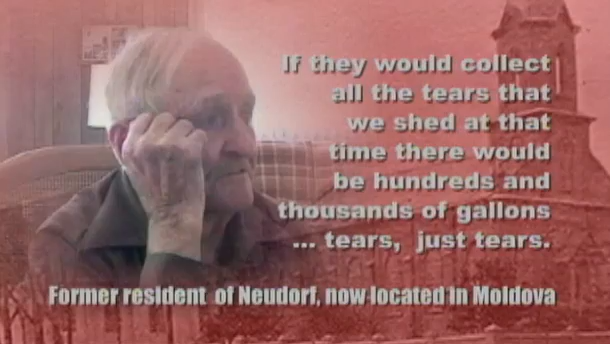 If they would collect
all the tears that
we shed at that
time there would
be hundreds and
thousands of gallons
... tears, just tears.
Former resident of Neudorf, now located in Moldova